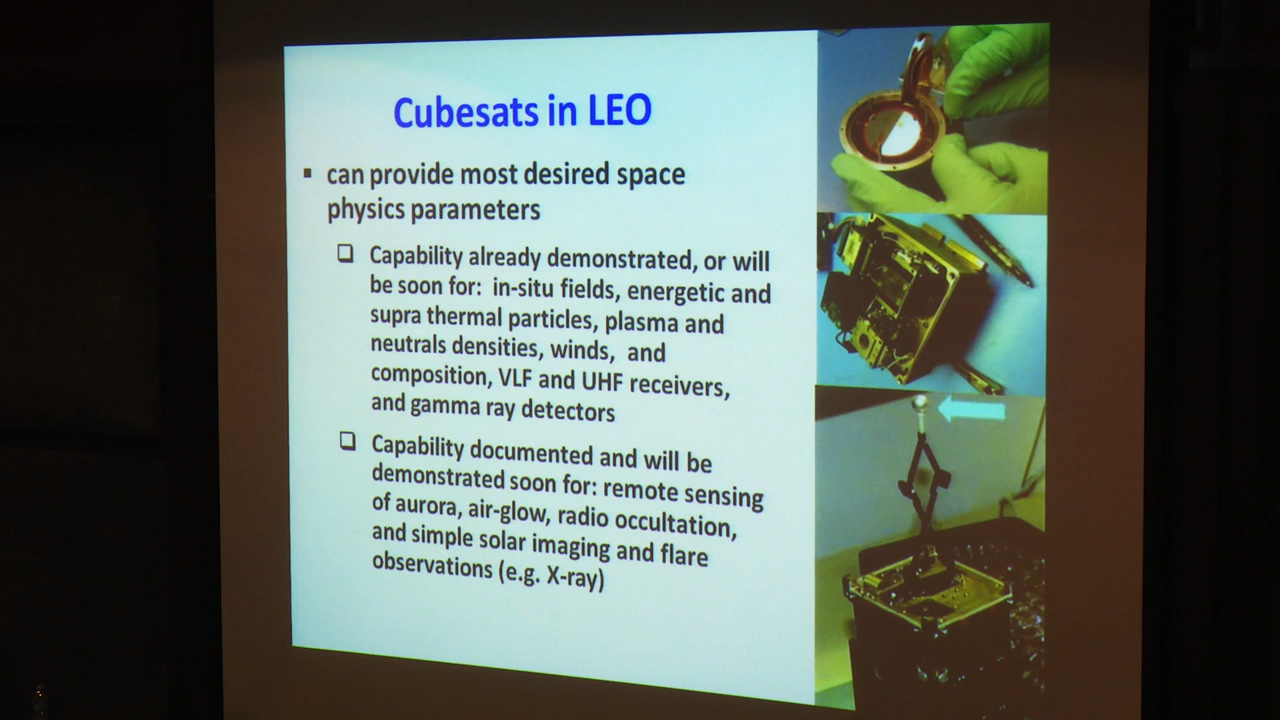 Cubesats in LEO
▪ can provide most desired space
physics parameters
❑ Capability already demonstrated, or will
be soon for: in-situ fields, energetic and
supra thermal particles, plasma and
neutrals densities, winds, and
composition, VLF and UHF receivers,
and gamma ray detectors
❑ Capability documented and will be
demonstrated soon for: remote sensing
of aurora, air-glow, radio occultation,
and simple solar imaging and flare
observations (e.g. X-ray)